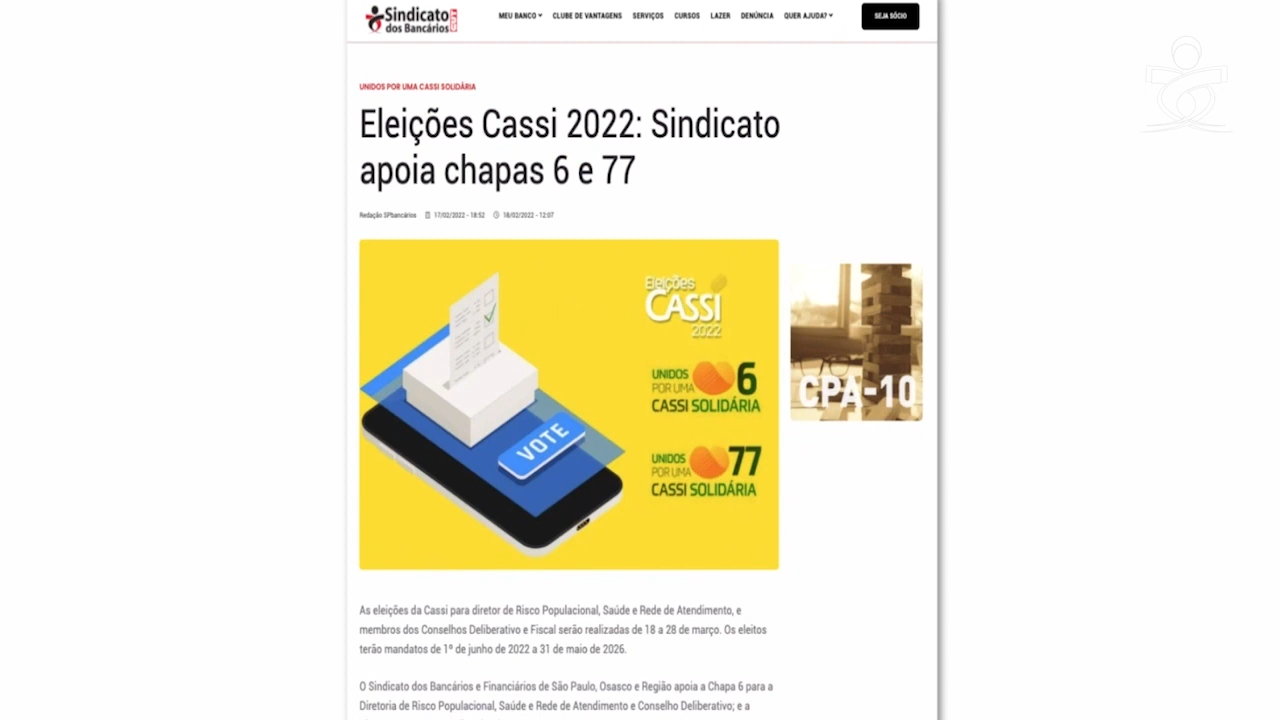 Sindicato
dos Bancários
CUT
MEU BANCO
CLUBE DE VANTAGENS
SERVIÇOS
CURSOS
LAZER
DENÚNCIA
QUER AJUDA?
SEJA SÓCIO
UNIDOS POR UMA CASSI SOLIDÁRIA
Eleições Cassi 2022: Sindicato
apoia chapas 6 e 77
Redação SPbancários
17/02/2022 - 18:52
18/02/2022 - 12:07
Eleições
CASSI
2022
UNIDOS
POR UMA
6
CASSI SOLIDÁRIA
UNIDOS
POR UMA
77
CASSI SOLIDÁRIA
VOTE
CPA-10
As eleições da Cassi para diretor de Risco Populacional, Saúde e Rede de Atendimento, e
membros dos Conselhos Deliberativo e Fiscal serão realizadas de 18 a 28 de março. Os eleitos
terão mandatos de 1º de junho de 2022 a 31 de maio de 2026.
O Sindicato dos Bancários e Financiários de São Paulo, Osasco e Região apoia a Chapa 6 para a
Diretoria de Risco Populacional, Saúde e Rede de Atendimento e Conselho Deliberativo; e a